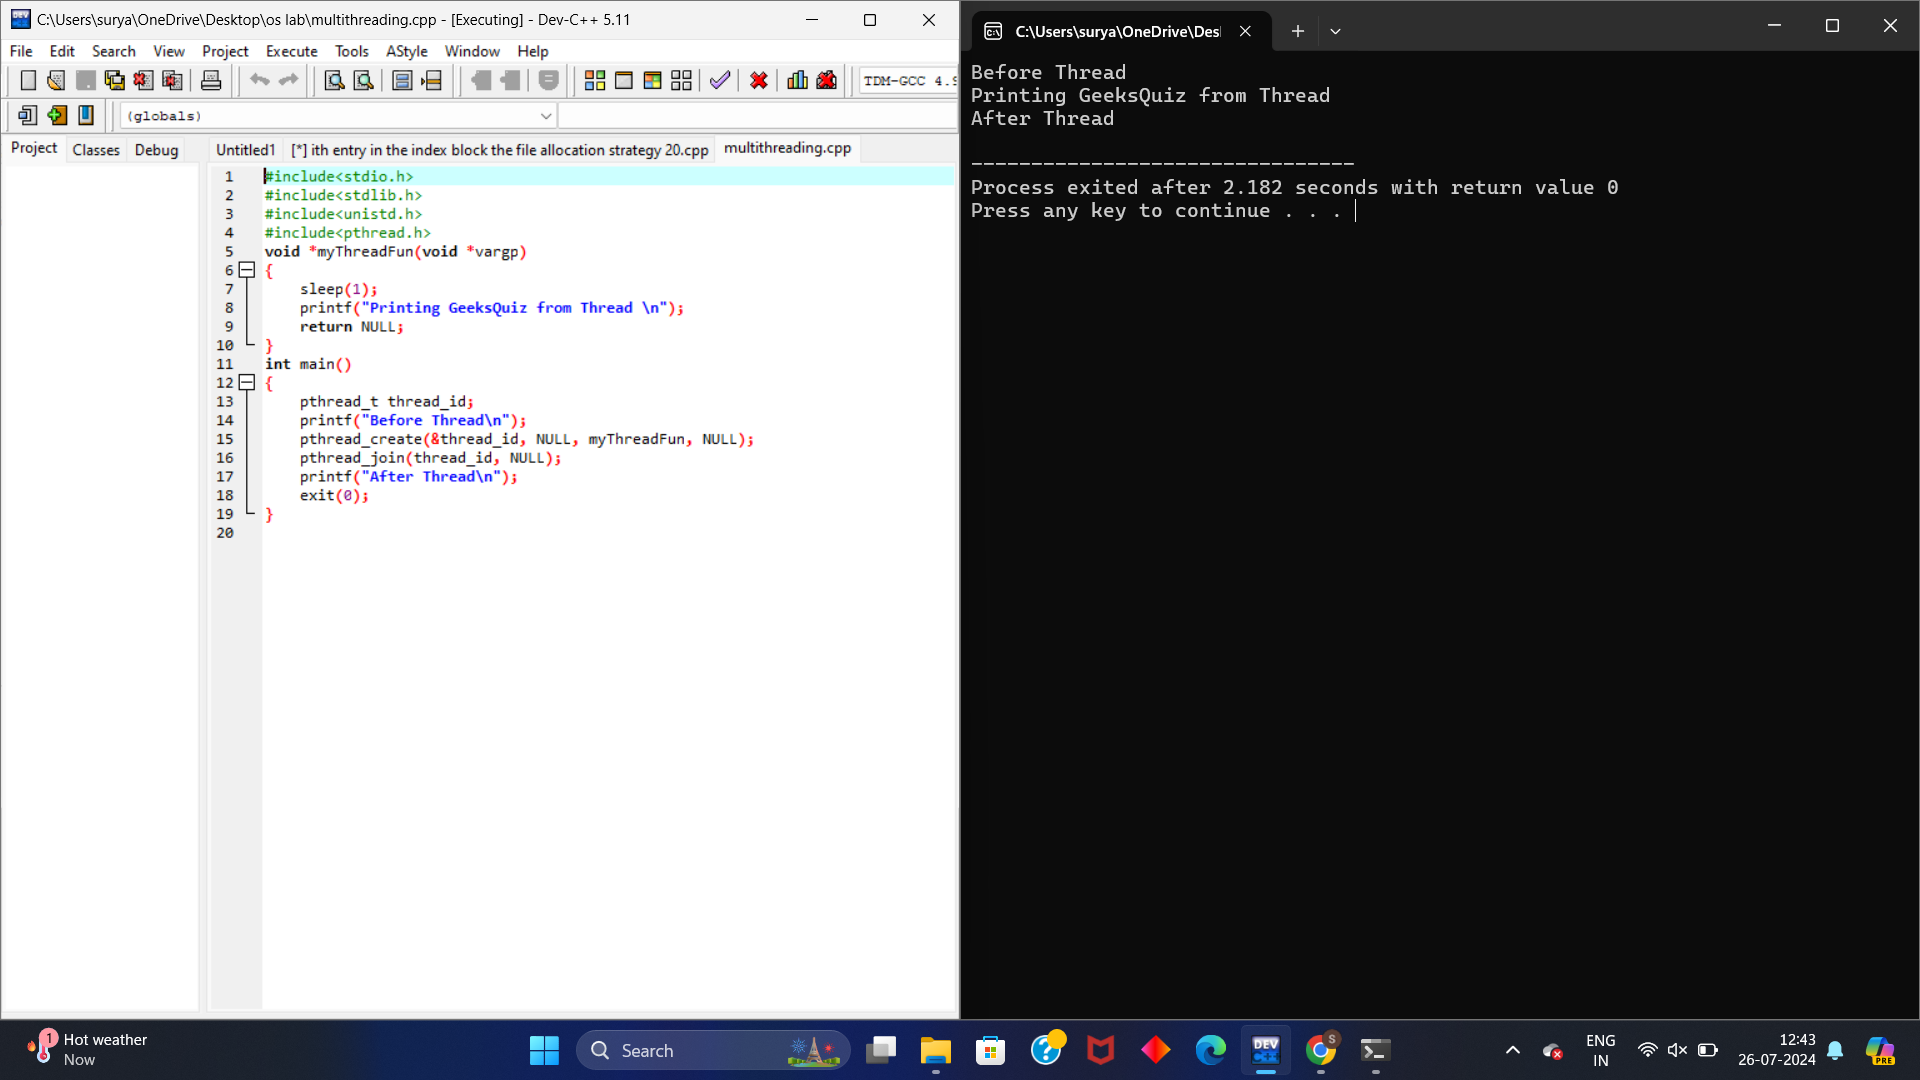 C:\Users\surya\OneDrive\Desktop\os lab\multithreading.cpp - [Executing] - Dev-C++ 5.11
File Edit Search View Project Execute Tools AStyle Window Help
TDM-GCC 4.9
(globals)
Project Classes Debug
Untitled1 [*] ith entry in the index block the file allocation strategy 20.cpp multithreading.cpp
1 #include<stdio.h>
2 #include<stdlib.h>
3 #include<unistd.h>
4 #include<pthread.h>
5 void *myThreadFun(void *vargp)
6 {
7 sleep(1);
8 printf("Printing GeeksQuiz from Thread \n");
9 return NULL;
10 }
11 int main()
12 {
13 pthread_t thread_id;
14 printf("Before Thread\n");
15 pthread_create(&thread_id, NULL, myThreadFun, NULL);
16 pthread_join(thread_id, NULL);
17 printf("After Thread\n");
18 exit(0);
19 }
20
C:\Users\surya\OneDrive\Des
Before Thread
Printing GeeksQuiz from Thread
After Thread
--------------------------------
Process exited after 2.182 seconds with return value 0
Press any key to continue . . .
1
Hot weather
Now
Search
DEV
C++
S
ENG
IN
12:43
26-07-2024
PRE